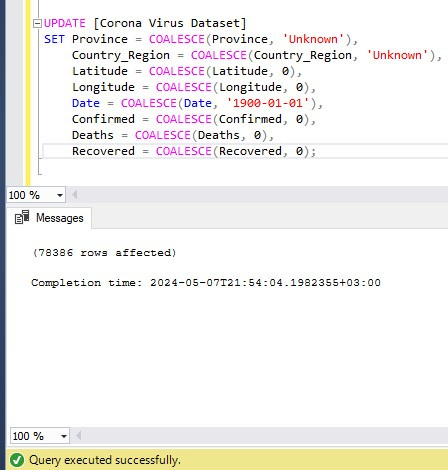 UPDATE [Corona Virus Dataset]
SET Province = COALESCE(Province, 'Unknown'),
Country_Region = COALESCE(Country_Region, 'Unknown'),
Latitude = COALESCE(Latitude, 0),
Longitude = COALESCE(Longitude, 0),
Date = COALESCE(Date, '1900-01-01'),
Confirmed = COALESCE(Confirmed, 0),
Deaths = COALESCE(Deaths, 0),
Recovered = COALESCE(Recovered, 0);
100 %
Messages
(78386 rows affected)
Completion time: 2024-05-07T21:54:04.1982355+03:00
100 %
Query executed successfully.